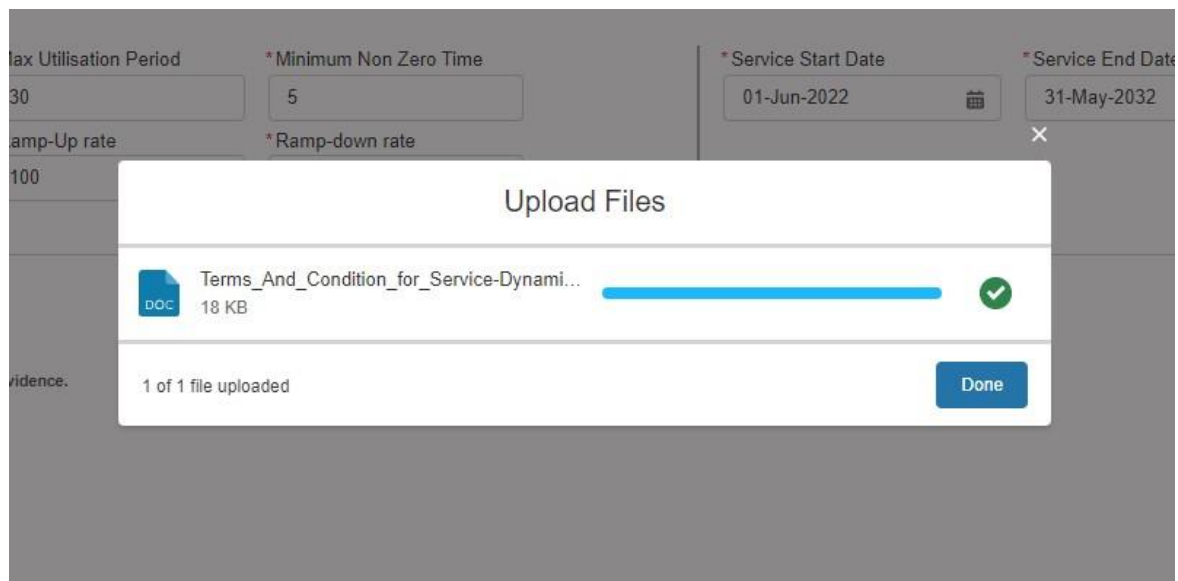 Max Utilisation Period
*Minimum Non Zero Time
*Service Start Date
*Service End Date
30
5
01-Jun-2022
31-May-2032
amp-Up rate
*Ramp-down rate
100
Upload Files
Terms_And_Condition_for_Service-Dynami...
DOC
18 KB
vidence.
1 of 1 file uploaded
Done